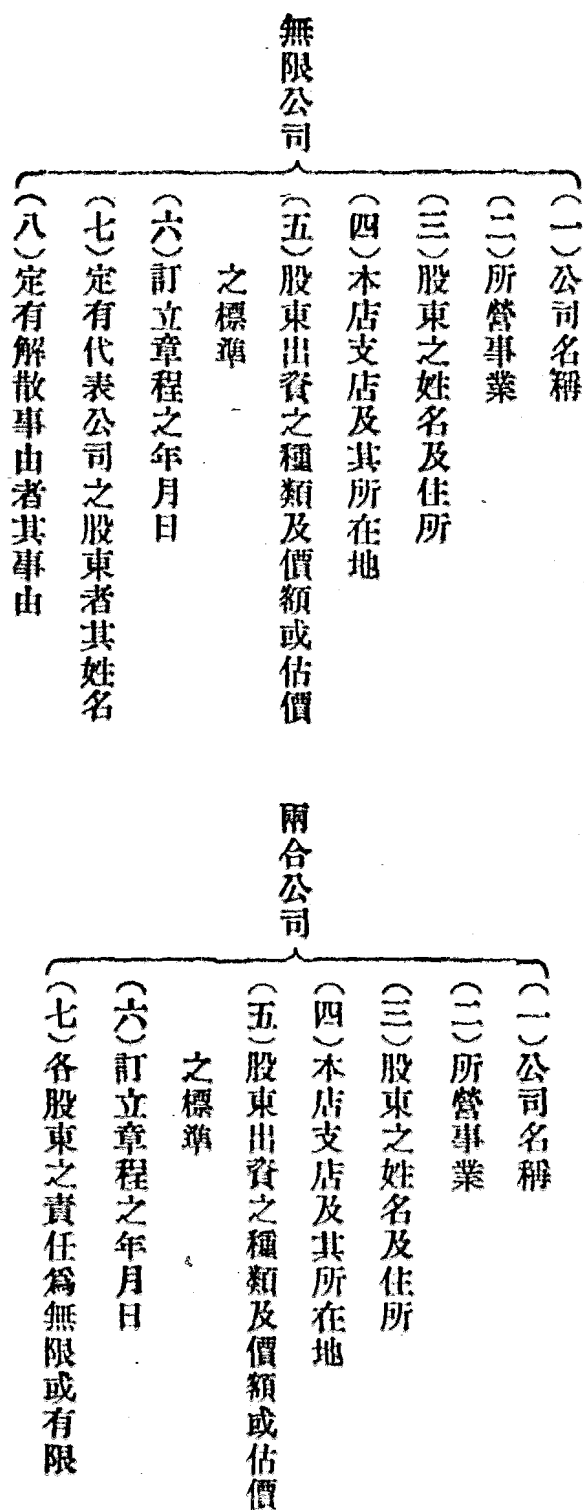 無限公司
(一)公司名稱
(二)所營事業
(三)股東之姓名及住所
(四)本店支店及其所在地
(五)股東出資之種類及價額或估價
之標準
(六)訂立章程之年月日
(七)定有代表公司之股東者其姓名
(八)定有解散事由者其事由
兩合公司
(一)公司名稱
(二)所營事業
(三)股東之姓名及住所
(四)本店支店及其所在地
(五)股東出資之種類及價額或估價
之標準
(六)訂立章程之年月日
(七)各股東之責任爲無限或有限